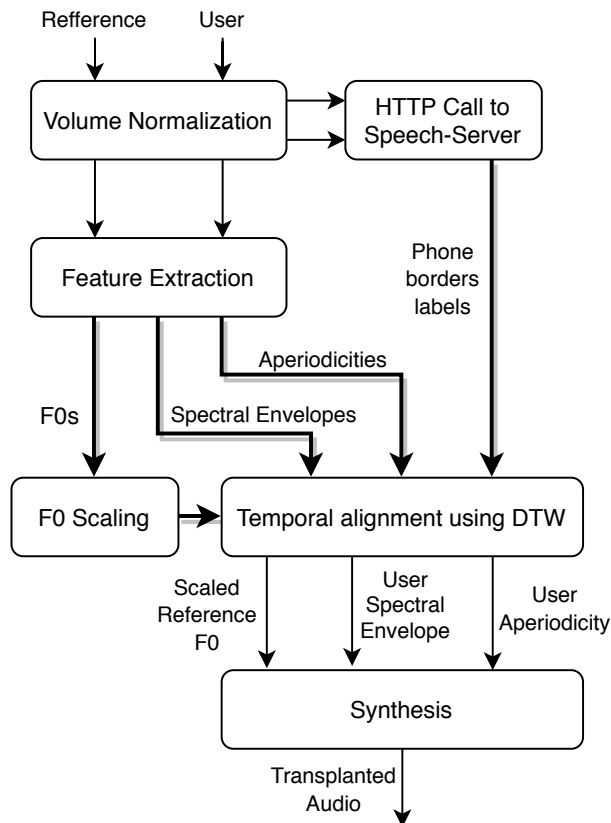 Refference
User
Volume Normalization
HTTP Call to
Speech-Server
Feature Extraction
Phone
borders
labels
Aperiodicities
F0s
Spectral Envelopes
F0 Scaling
Temporal alignment using DTW
Scaled
Reference
F0
User
Spectral
Envelope
User
Aperiodicity
Synthesis
Transplanted
Audio